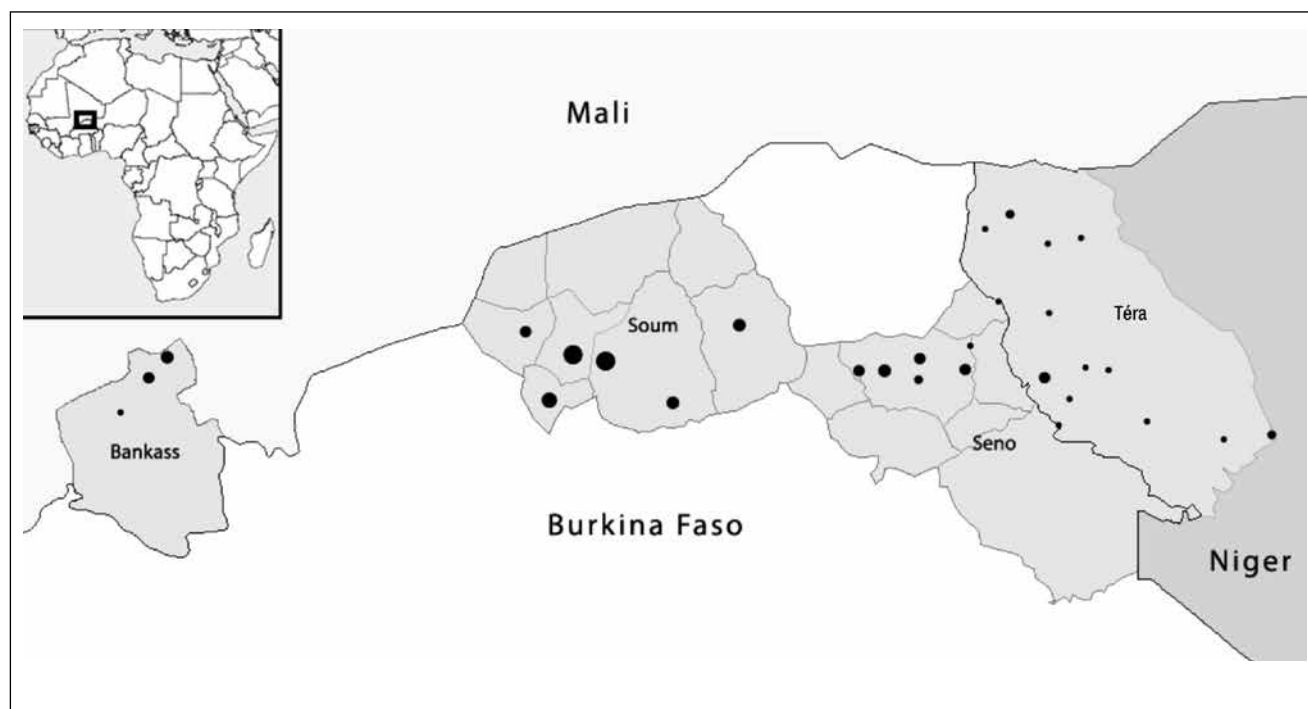 Mali
Soum
Téra
Bankass
Seno
Burkina Faso
Niger